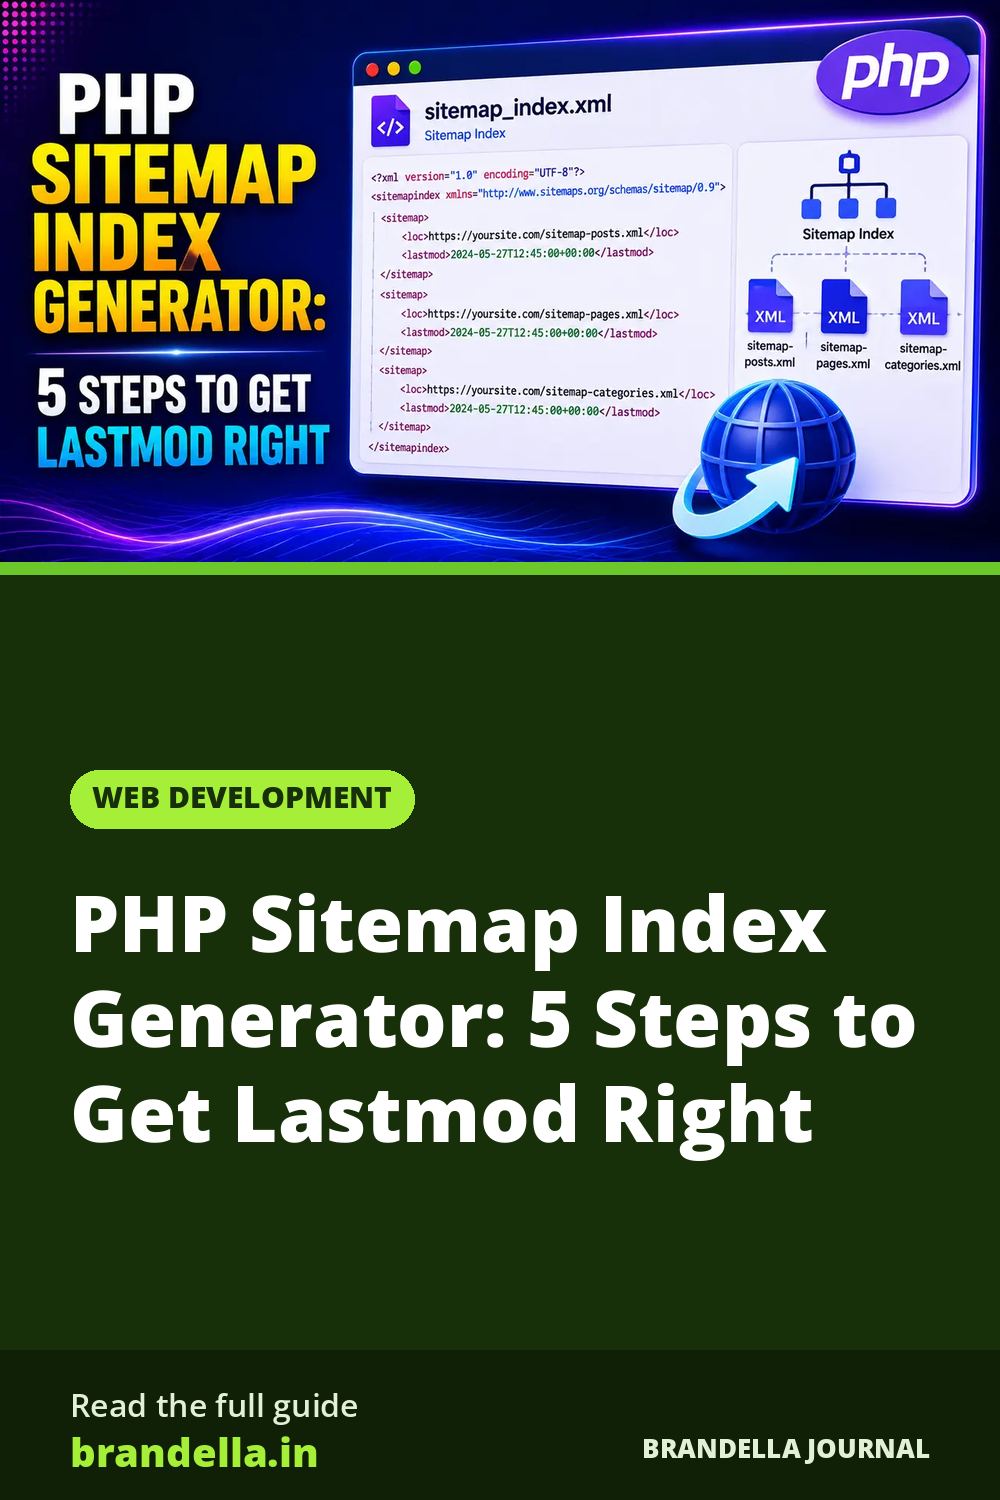 PHP
SITEMAP
INDEX
GENERATOR:
5 STEPS TO GET
LASTMOD RIGHT
php
sitemap_index.xml
Sitemap Index
</>
<?xml version="1.0" encoding="UTF-8"?>
<sitemapindex xmlns="http://www.sitemaps.org/schemas/sitemap/0.9">
<sitemap>
<loc>https://yoursite.com/sitemap-posts.xml</loc>
<lastmod>2024-05-27T12:45:00+00:00</lastmod>
</sitemap>
<sitemap>
<loc>https://yoursite.com/sitemap-pages.xml</loc>
<lastmod>2024-05-27T12:45:00+00:00</lastmod>
</sitemap>
<sitemap>
<loc>https://yoursite.com/sitemap-categories.xml</loc>
<lastmod>2024-05-27T12:45:00+00:00</lastmod>
</sitemap>
</sitemapindex>
Sitemap Index
XML XML XML
sitemap-posts.xml
sitemap-pages.xml
sitemap-categories.xml
WEB DEVELOPMENT
PHP Sitemap Index
Generator: 5 Steps to
Get Lastmod Right
Read the full guide
brandella.in
BRANDELLA JOURNAL